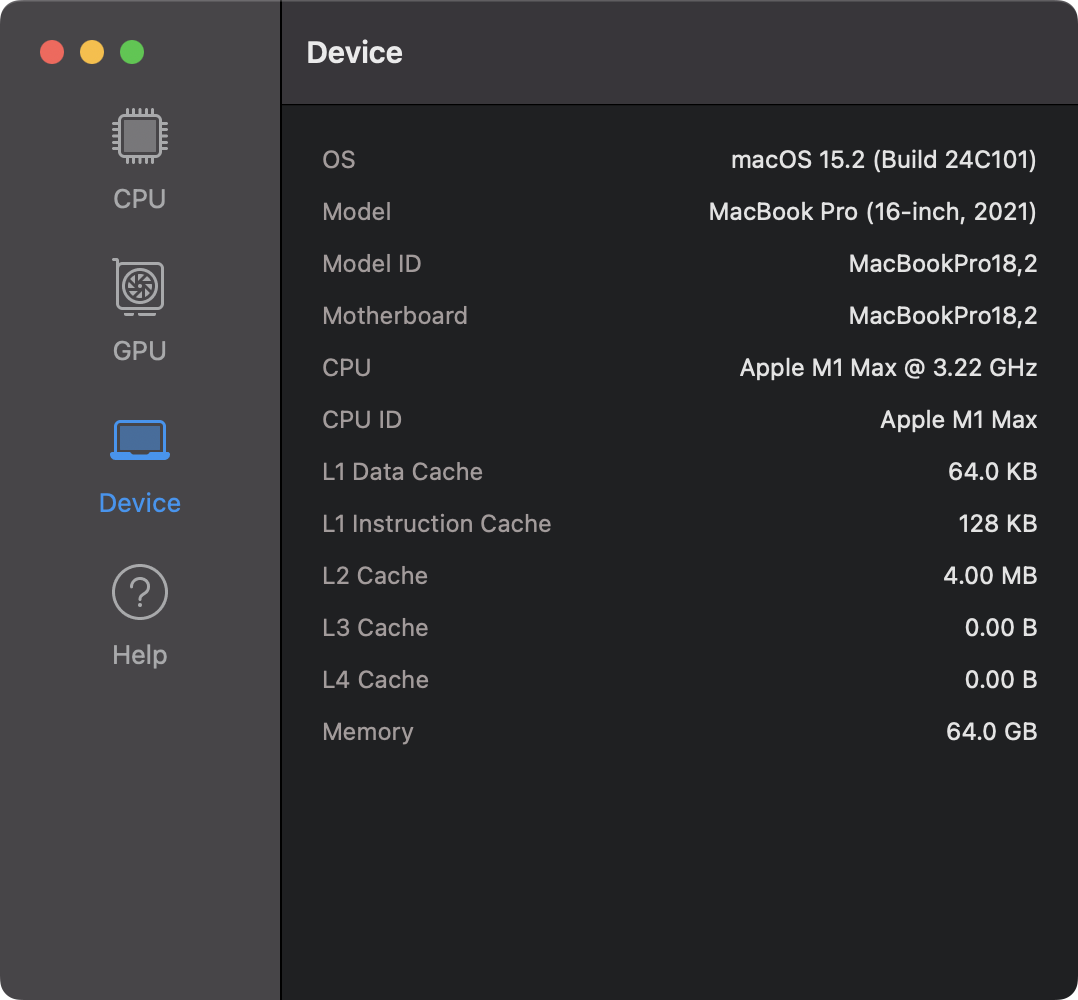 Device
CPU
GPU
Device
Help
OS macOS 15.2 (Build 24C101)
Model MacBook Pro (16-inch, 2021)
Model ID MacBookPro18,2
Motherboard MacBookPro18,2
CPU Apple M1 Max @ 3.22 GHz
CPU ID Apple M1 Max
L1 Data Cache 64.0 KB
L1 Instruction Cache 128 KB
L2 Cache 4.00 MB
L3 Cache 0.00 B
L4 Cache 0.00 B
Memory 64.0 GB